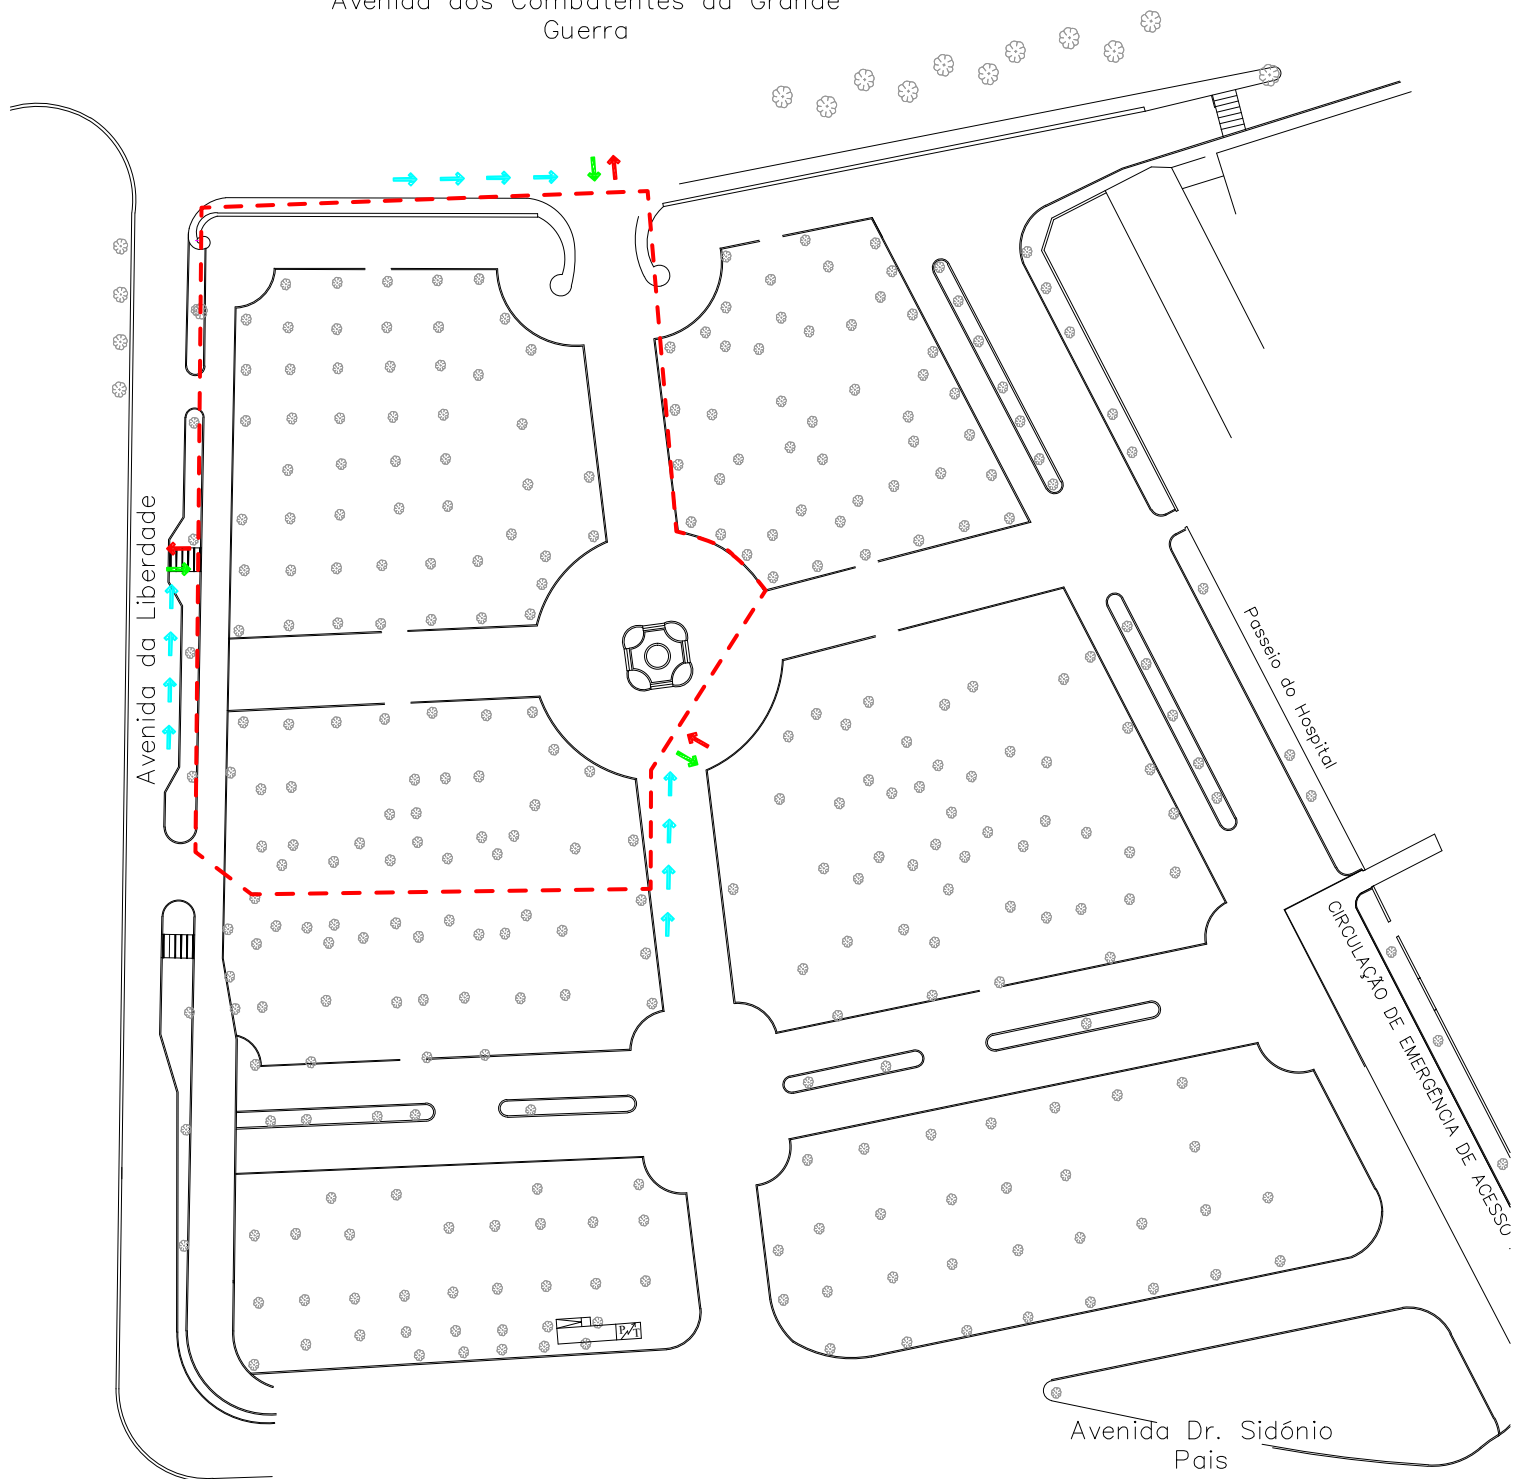 Avenida dos Combatentes da Grande
Guerra
Avenida da Liberdade
Passeio do Hospital
CIRCULAÇÃO DE EMERGÊNCIA DE ACESSO
PT
Avenida Dr. Sidónio
Pais